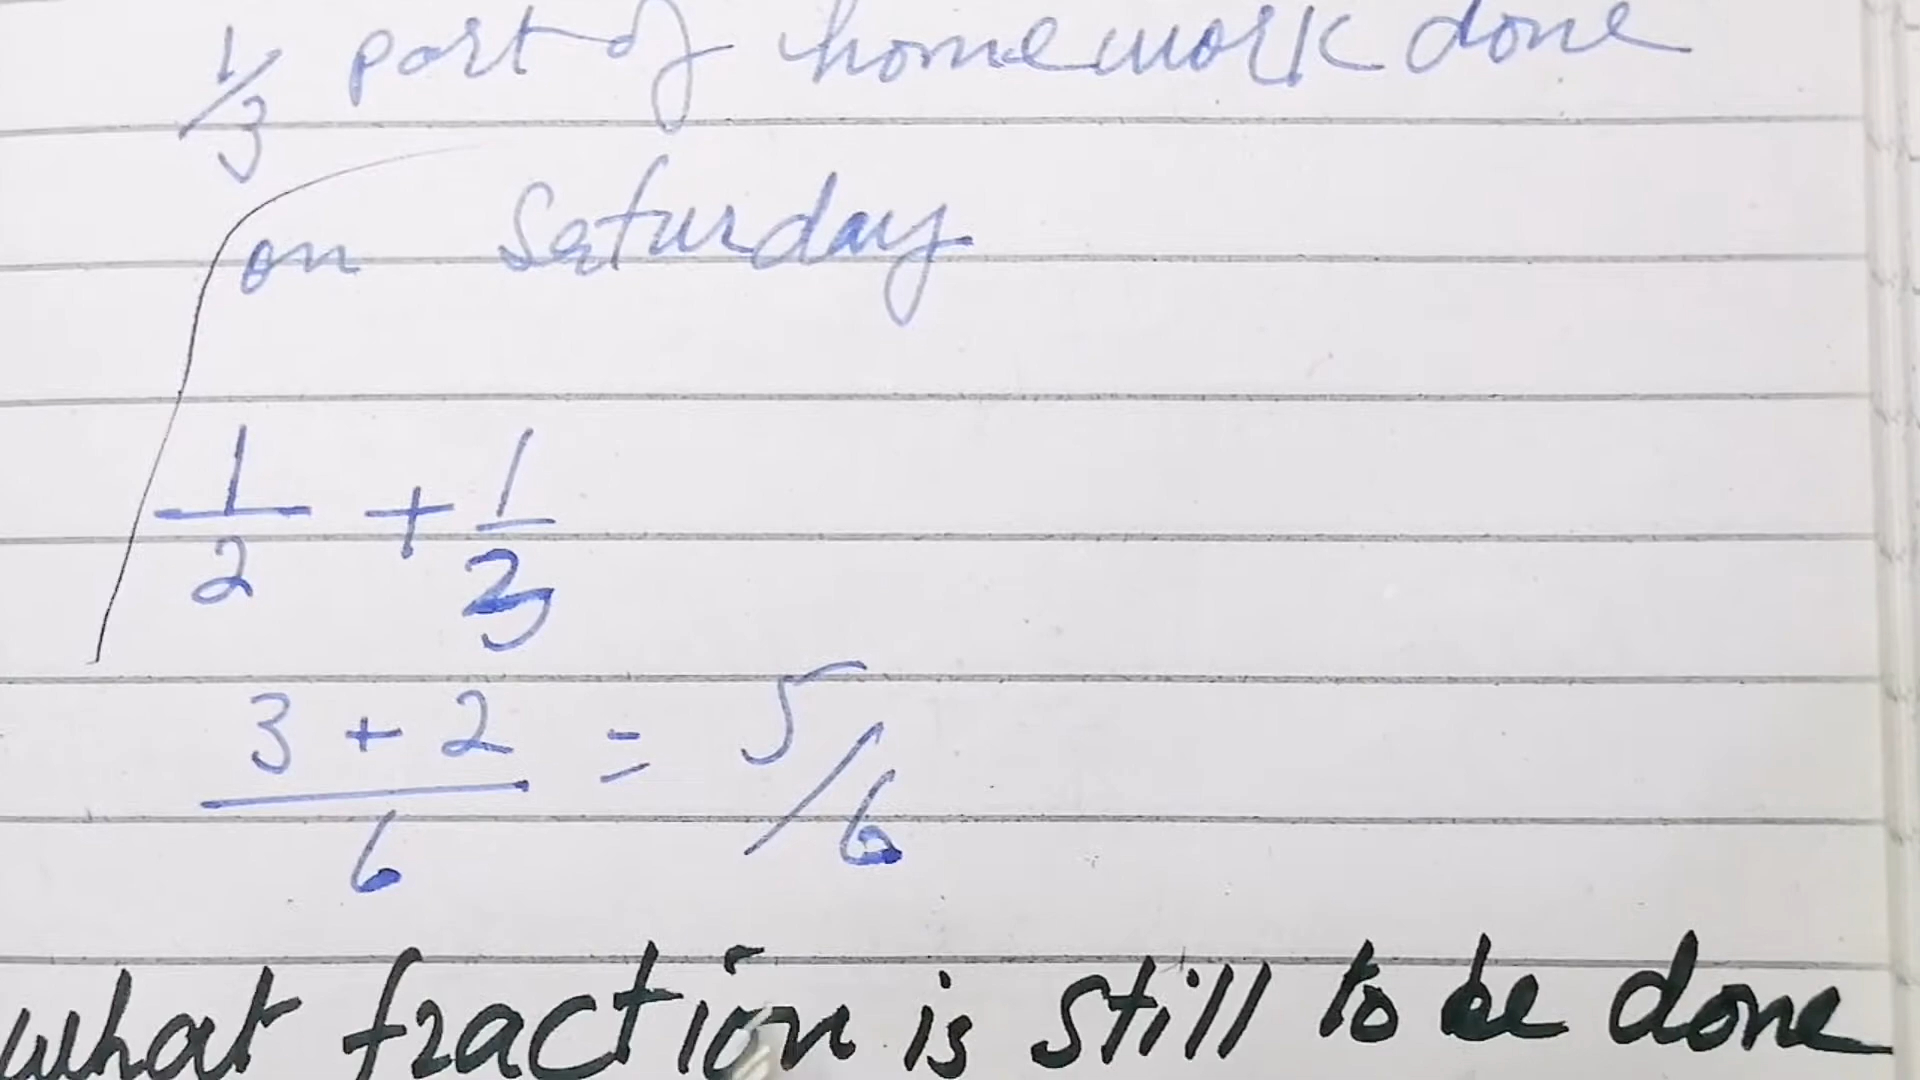 1/3 part of homework done
on Saturday
1/2 + 1/3
3 + 2 / 6 = 5/6
what fraction is still to be done